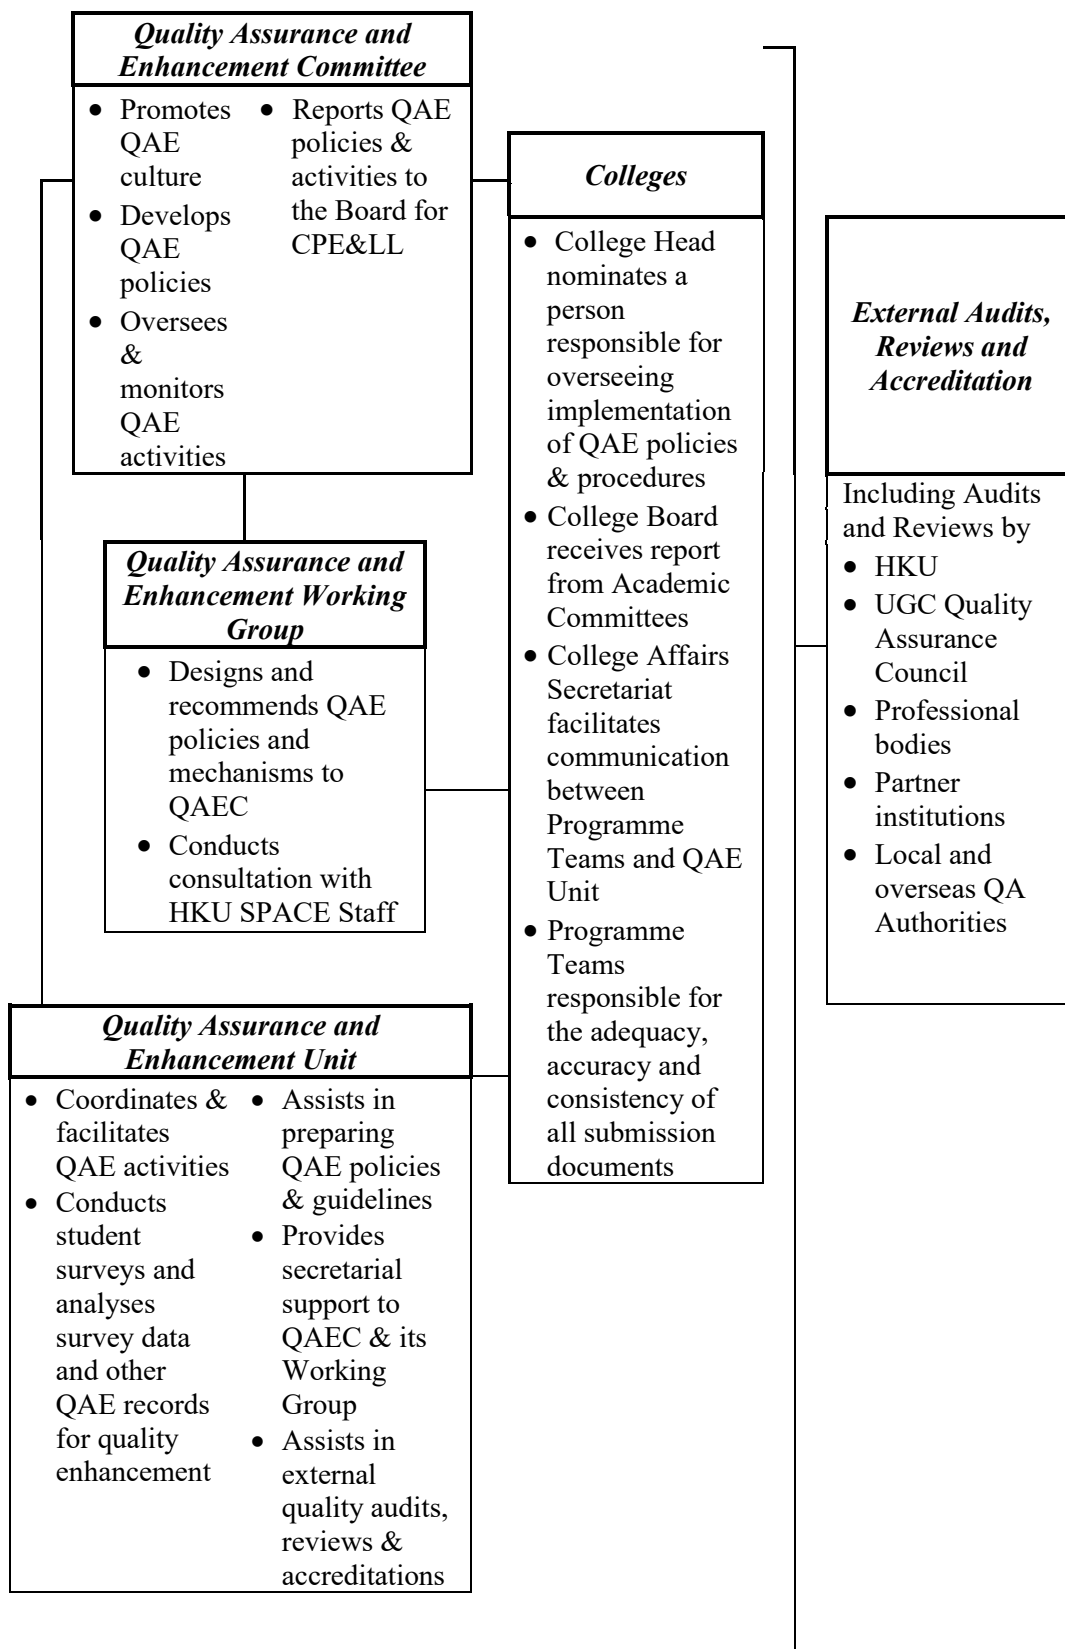 Quality Assurance and
Enhancement Committee
• Promotes
QAE
culture
• Develops
QAE
policies
• Oversees
&
monitors
QAE
activities
• Reports QAE
policies &
activities to
the Board for
CPE&LL
Quality Assurance and
Enhancement Working
Group
• Designs and
recommends QAE
policies and
mechanisms to
QAEC
• Conducts
consultation with
HKU SPACE Staff
Quality Assurance and
Enhancement Unit
• Coordinates &
facilitates
QAE activities
• Conducts
student
surveys and
analyses
survey data
and other
QAE records
for quality
enhancement
• Assists in
preparing
QAE policies
& guidelines
• Provides
secretarial
support to
QAEC & its
Working
Group
• Assists in
external
quality audits,
reviews &
accreditations
Colleges
• College Head
nominates a
person
responsible for
overseeing
implementation
of QAE policies
& procedures
• College Board
receives report
from Academic
Committees
• College Affairs
Secretariat
facilitates
communication
between
Programme
Teams and QAE
Unit
• Programme
Teams
responsible for
the adequacy,
accuracy and
consistency of
all submission
documents
External Audits,
Reviews and
Accreditation
Including Audits
and Reviews by
• HKU
• UGC Quality
Assurance
Council
• Professional
bodies
• Partner
institutions
• Local and
overseas QA
Authorities